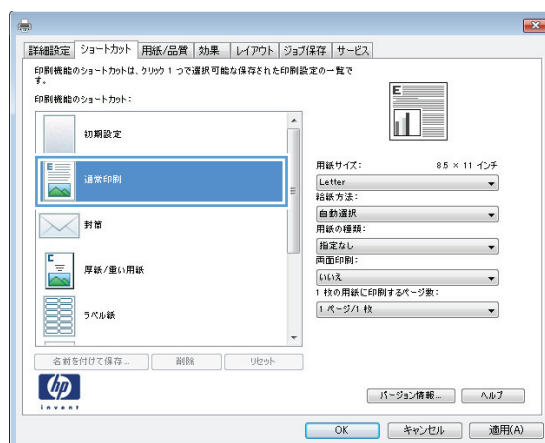 詳細設定 ショートカット 用紙/品質 効果 レイアウト ジョブ保存 サービス
印刷機能のショートカットは、クリック 1 つで選択可能な保存された印刷設定の一覧で
す。
印刷機能のショートカット:
初期設定
通常印刷
封筒
厚紙/重い用紙
ラベル紙
名前を付けて保存... 削除 リセット
E
用紙サイズ: 8.5 × 11 インチ
Letter
給紙方法:
自動選択
用紙の種類:
指定なし
両面印刷:
いいえ
1 枚の用紙に印刷するページ数:
1 ページ/1 枚
hp
invent
バージョン情報... ヘルプ
OK キャンセル 適用(A)